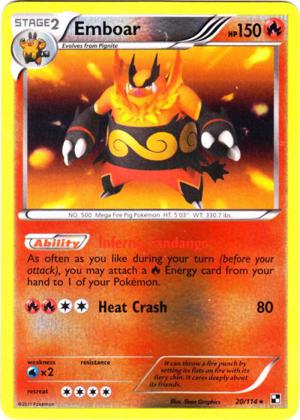 STAGE2
Emboar
HP150
Evolves from Pignite
NO. 500 Mega Fire Pig Pokémon HT. 5'03" WT. 330.7 lbs.
Ability Inferno Fandango
As often as you like during your turn (before your
attack), you may attach a Energy card from your
hand to 1 of your Pokémon.
Heat Crash 80
weakness resistance
×2
retreat
It can throw a fire punch by
setting its fists on fire with its
fiery chin. It cares deeply about
its friends.
Illus.
©2011 Pokémon
20/114 ★